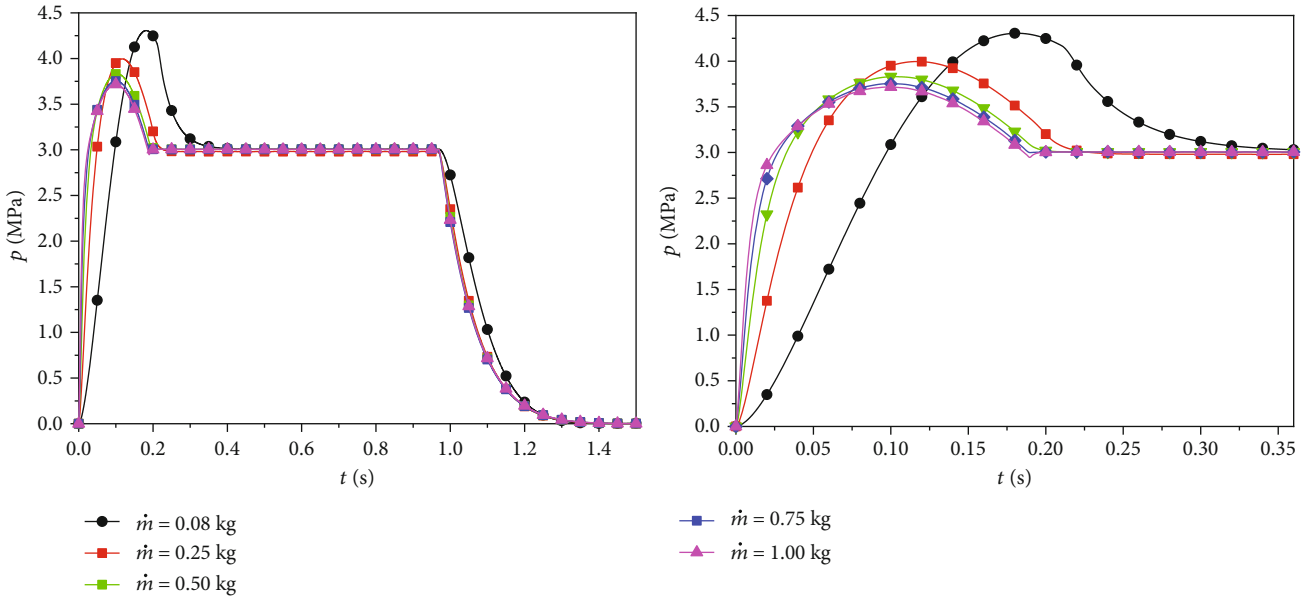 4.5
4.0
3.5
3.0
2.5
2.0
1.5
1.0
0.5
0.0
p (MPa)
0.0 0.2 0.4 0.6 0.8 1.0 1.2 1.4
t (s)
4.5
4.0
3.5
3.0
2.5
2.0
1.5
1.0
0.5
0.0
p (MPa)
0.00 0.05 0.10 0.15 0.20 0.25 0.30 0.35
t (s)
ṁ = 0.08 kg
ṁ = 0.25 kg
ṁ = 0.50 kg
ṁ = 0.75 kg
ṁ = 1.00 kg